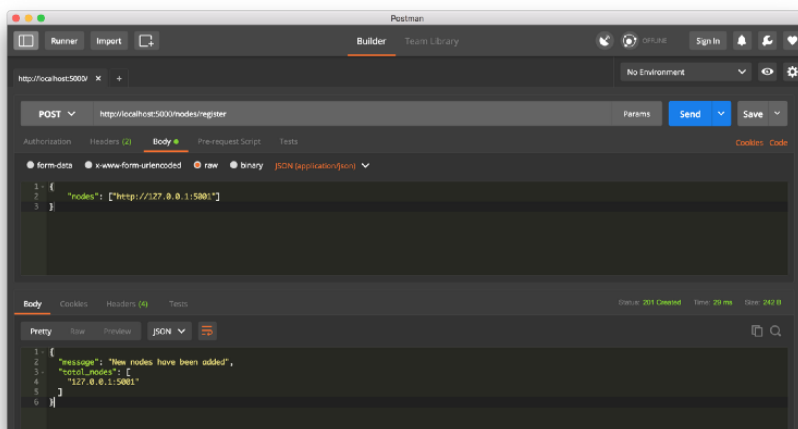 Postman
Runner Import Builder Team Library OFFLINE Sign In
http://localhost:5000/ × + No Environment
POST http://localhost:5000/nodes/register Params Send Save
Authorization Headers (2) Body Pre-request Script Tests Cookies Code
form-data x-www-form-urlencoded raw binary JSON (application/json)
1 {
2 "nodes": ["http://127.0.0.1:5001"]
3 }
Body Cookies Headers (4) Tests Status: 201 Created Time: 29 ms Size: 242 B
Pretty Raw Preview JSON
1 {
2 "message": "New nodes have been added",
3 "total_nodes": [
4 "127.0.0.1:5001"
5 ]
6 }